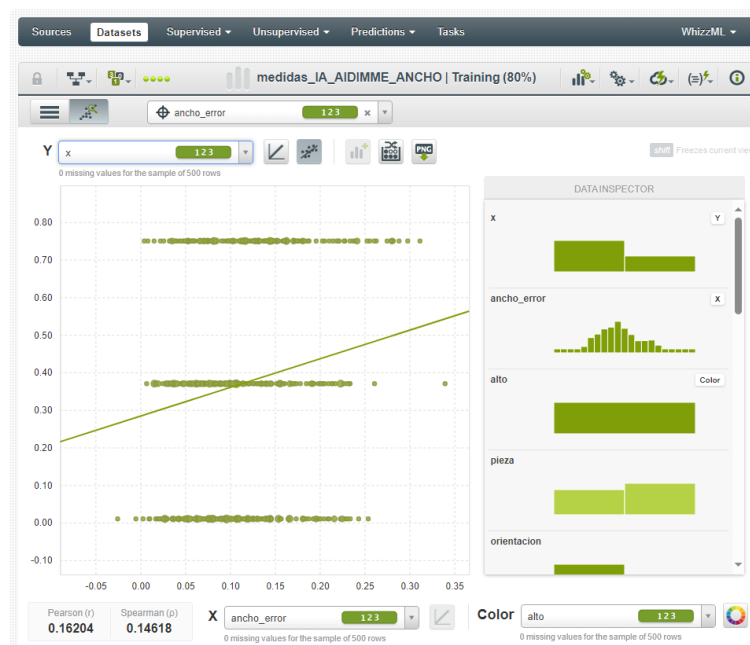 Sources Datasets Supervised Unsupervised Predictions Tasks WhizzML
medidas_IA_AIDIMME_ANCHO | Training (80%)
ancho_error 123 x
Y x 123 PNG shift Freezes current view
0 missing values for the sample of 500 rows
DATA INSPECTOR
x Y
ancho_error X
alto Color
pieza
orientacion
0.80
0.70
0.60
0.50
0.40
0.30
0.20
0.10
0.00
-0.10
-0.05 0.00 0.05 0.10 0.15 0.20 0.25 0.30 0.35
Pearson (r) Spearman (ρ)
0.16204 0.14618
X ancho_error 123
0 missing values for the sample of 500 rows
Color alto 123
0 missing values for the sample of 500 rows